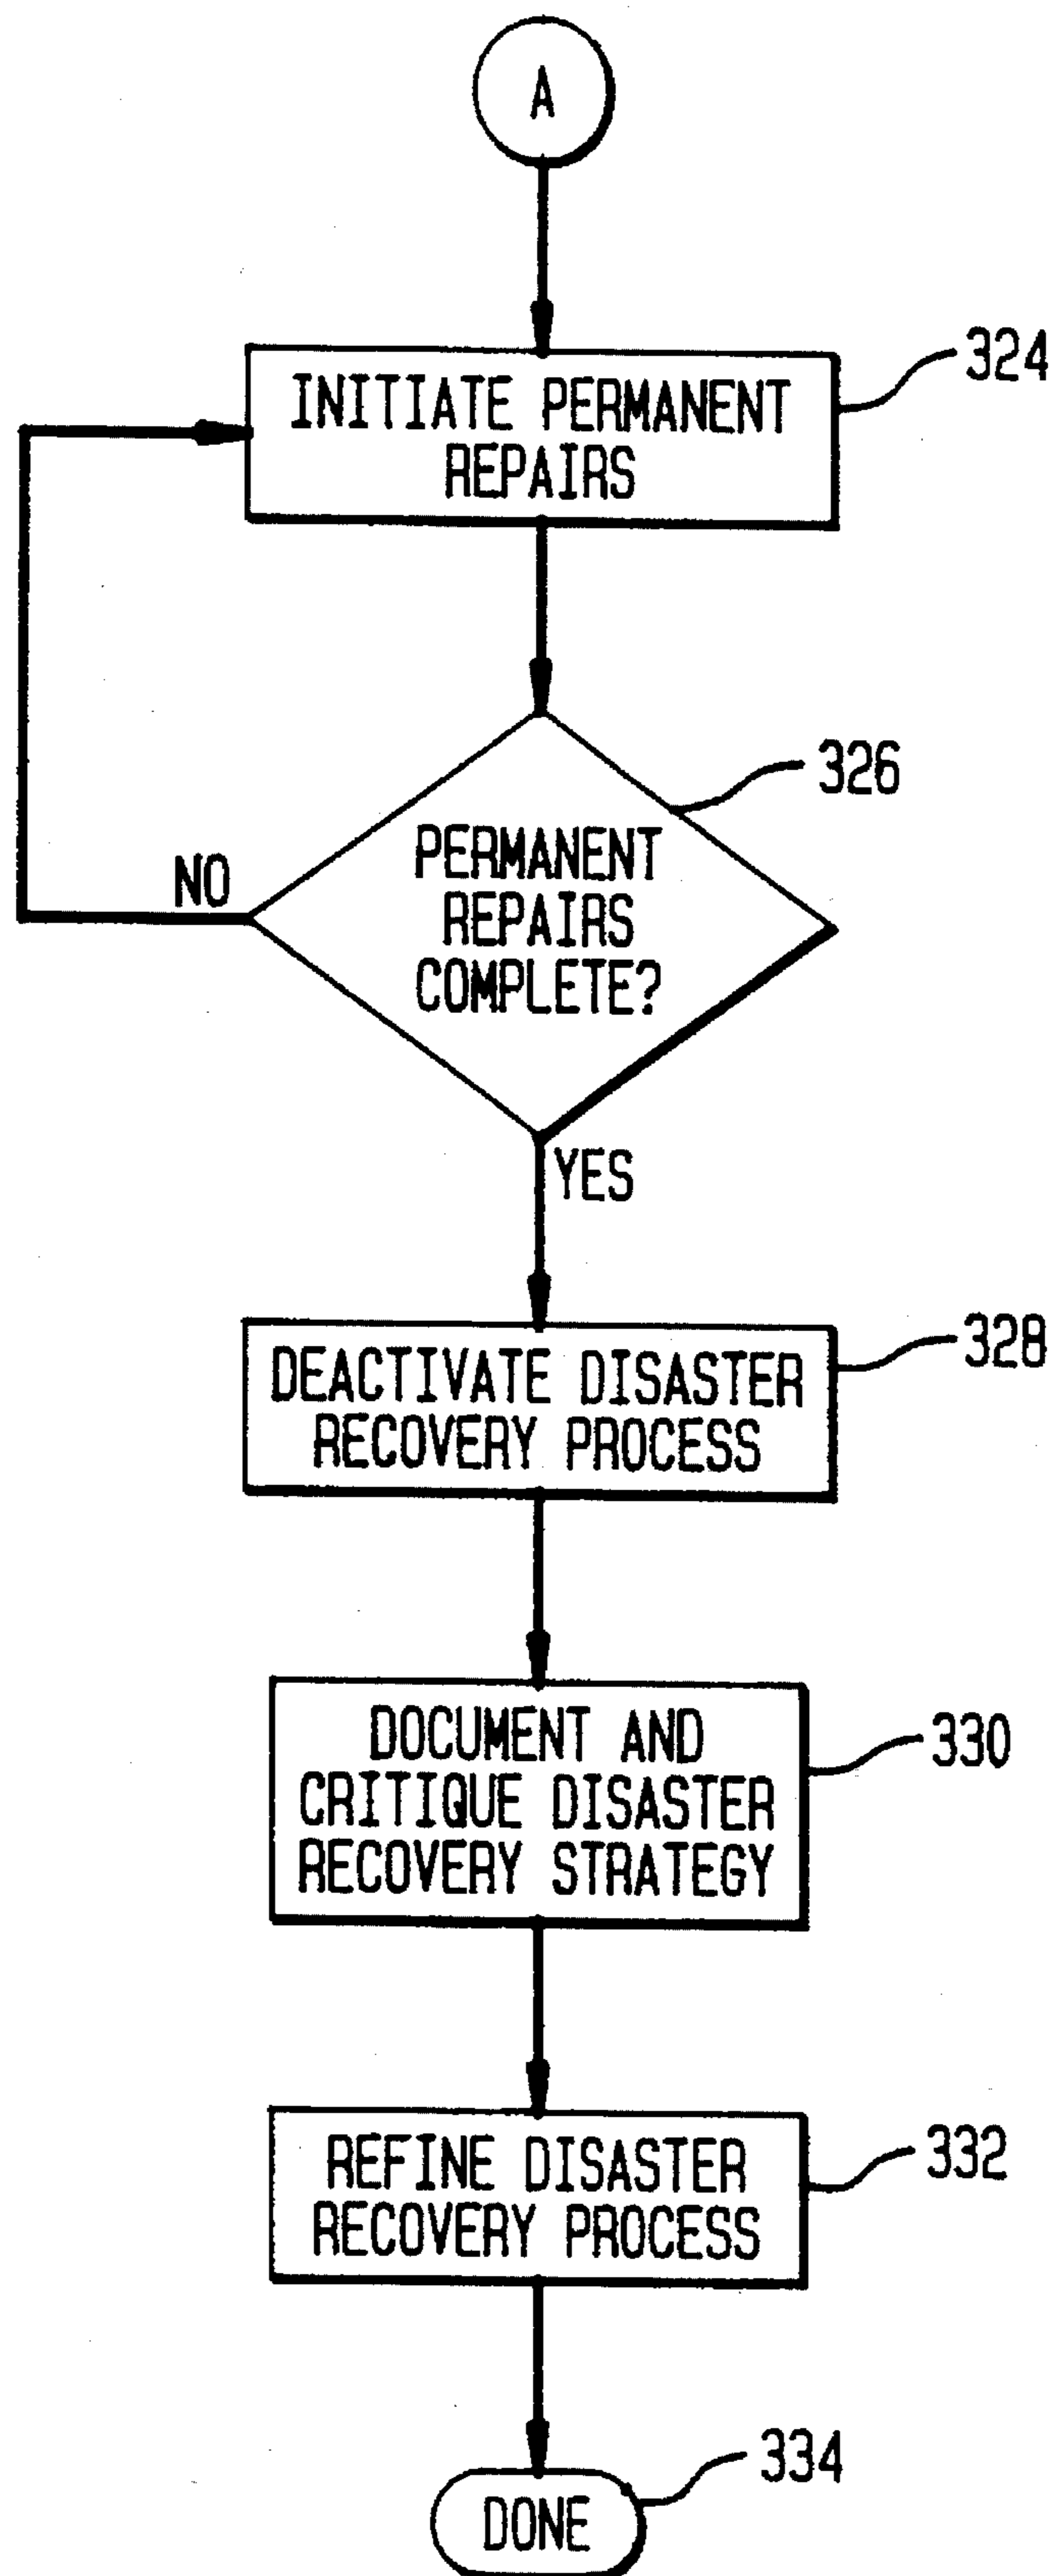 A
324
INITIATE PERMANENT
REPAIRS
326
PERMANENT
REPAIRS
COMPLETE?
NO
YES
328
DEACTIVATE DISASTER
RECOVERY PROCESS
330
DOCUMENT AND
CRITIQUE DISASTER
RECOVERY STRATEGY
332
REFINE DISASTER
RECOVERY PROCESS
334
DONE